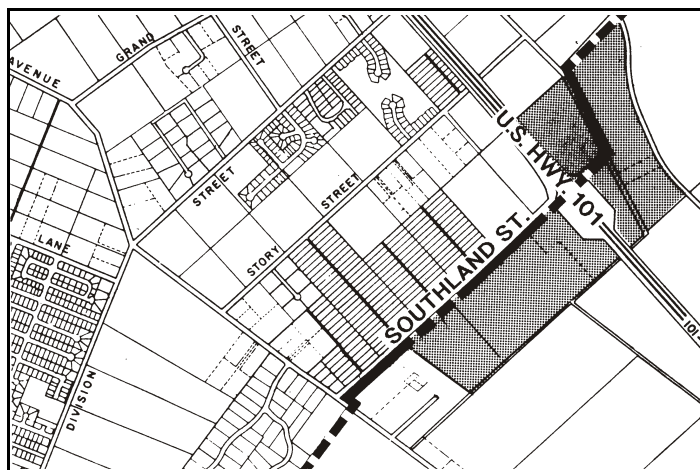 AVENUE
GRAND
STREET
STREET
STREET
STORY
LANE
DIVISION
SOUTHLAND ST.
U.S. HWY. 101
101